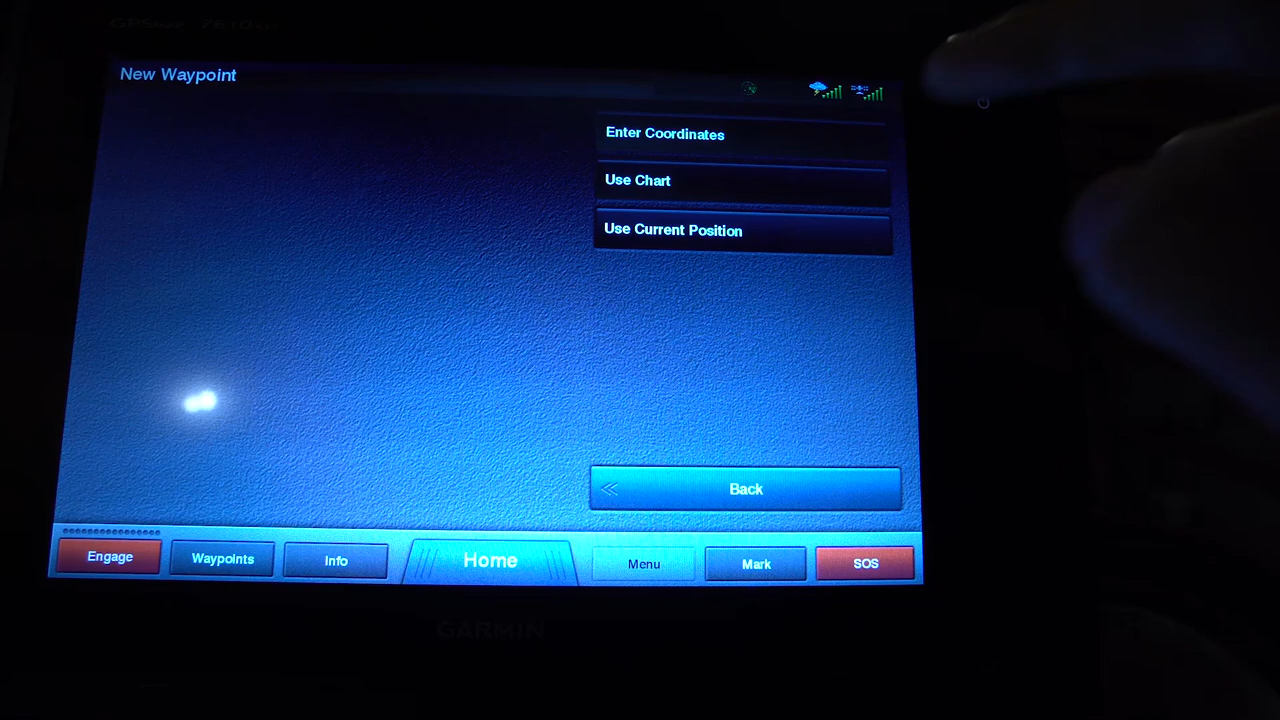 New Waypoint
Enter Coordinates
Use Chart
Use Current Position
Back
Engage
Waypoints
Info
Home
Menu
Mark
SOS
GARMIN